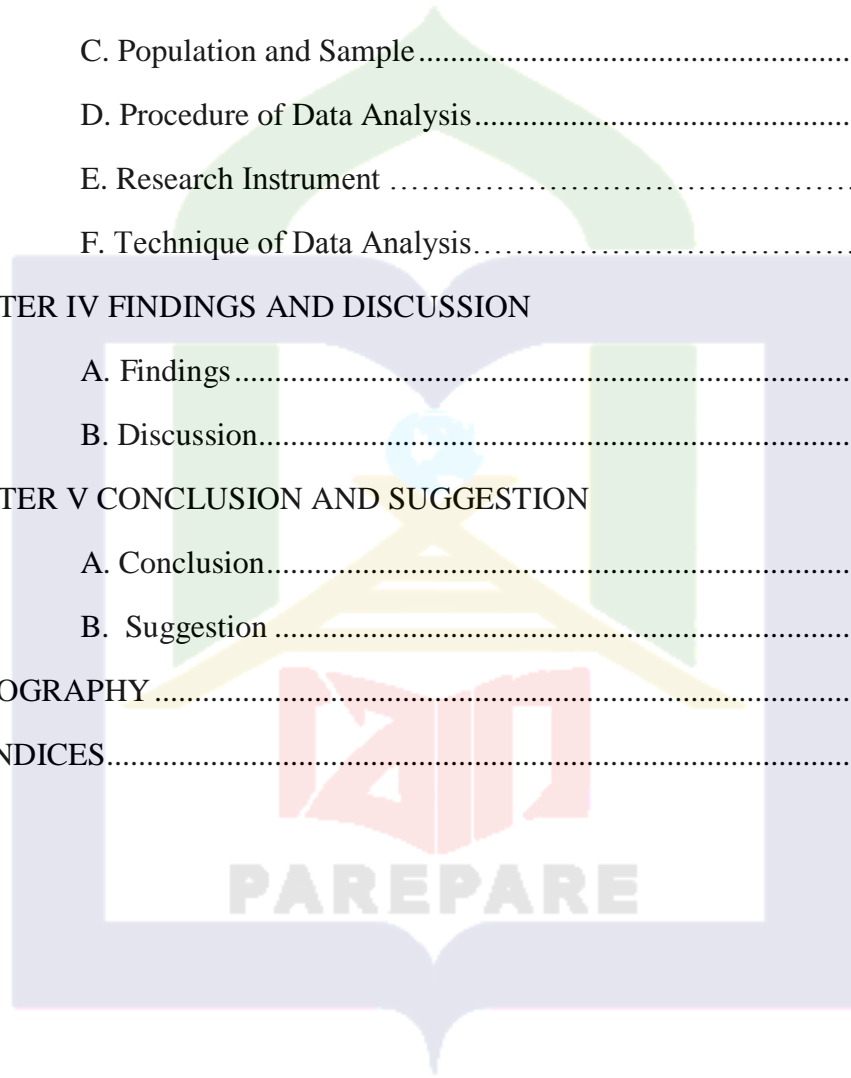 C. Population and Sample......................................................
D. Procedure of Data Analysis...............................................
E. Research Instrument ………………………………………….
F. Technique of Data Analysis……………………………………
TER IV FINDINGS AND DISCUSSION
A. Findings..............................................................................
B. Discussion...........................................................................
TER V CONCLUSION AND SUGGESTION
A. Conclusion..........................................................................
B. Suggestion .........................................................................
OGRAPHY.........................................................................................
NDICES...............................................................................................
PAREPARE